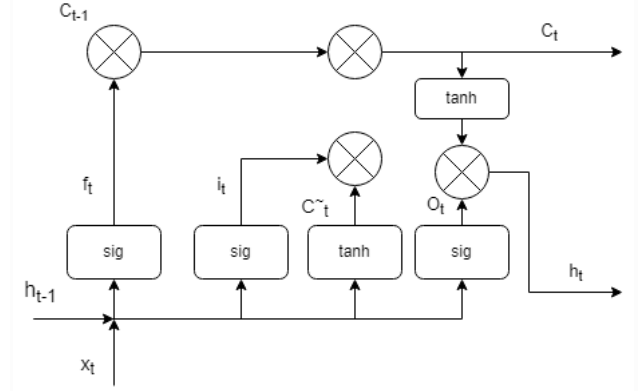 C_{t-1}
C_t
tanh
f_t
i_t
C^~_t
O_t
sig
sig
tanh
sig
h_{t-1}
h_t
x_t